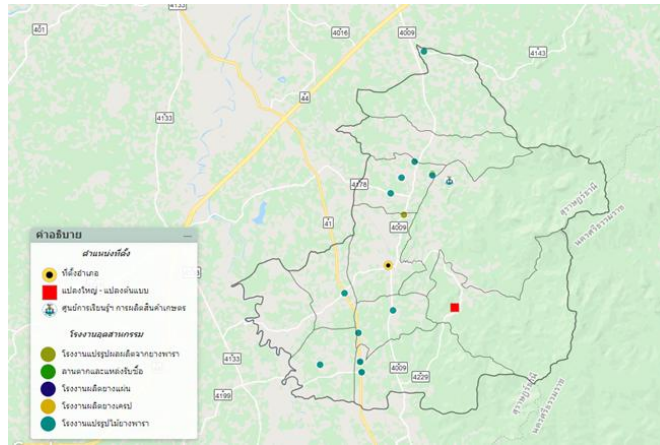 4133
401
4016
4009
4143
44
4133
4178
41
4009
สุราษฎร์ธานี
นครศรีธรรมราช
คำอธิบาย
ตำแหน่งที่ตั้ง
ที่ตั้งอำเภอ
แปลงใหญ่ - แปลงต้นแบบ
ศูนย์การเรียนรู้ฯ การผลิตสินค้าเกษตร
โรงงานอุตสาหกรรม
โรงงานแปรรูปผลผลิตจากยางพารา
ลานตากและแหล่งรับซื้อ
โรงงานผลิตยางแผ่น
โรงงานผลิตยางเครป
โรงงานแปรรูปไม้ยางพารา
4133
4199
4009
4229
สุราษฎร์ธานี
นครศรีธรรมราช